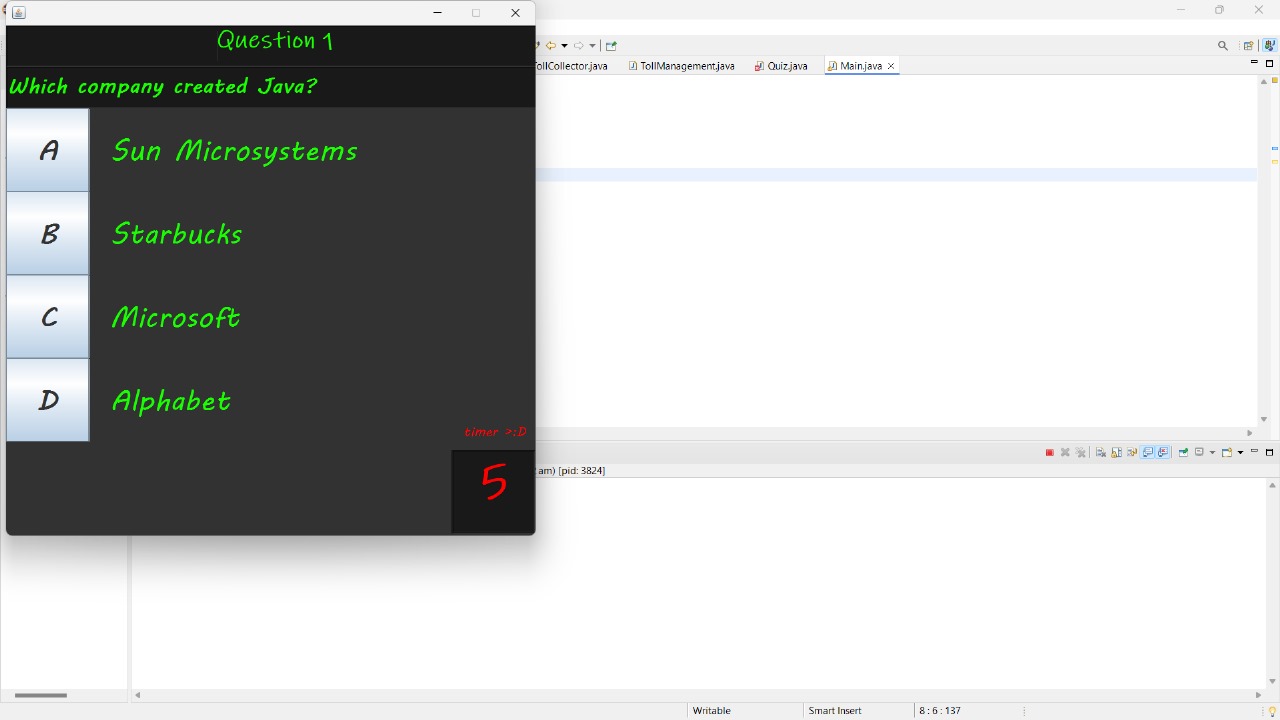 Question 1
Which company created Java?
A Sun Microsystems
B Starbucks
C Microsoft
D Alphabet
timer >:D
5
TollCollector.java TollManagement.java Quiz.java Main.java
am) [pid: 3824]
Writable Smart Insert 8 : 6 : 137